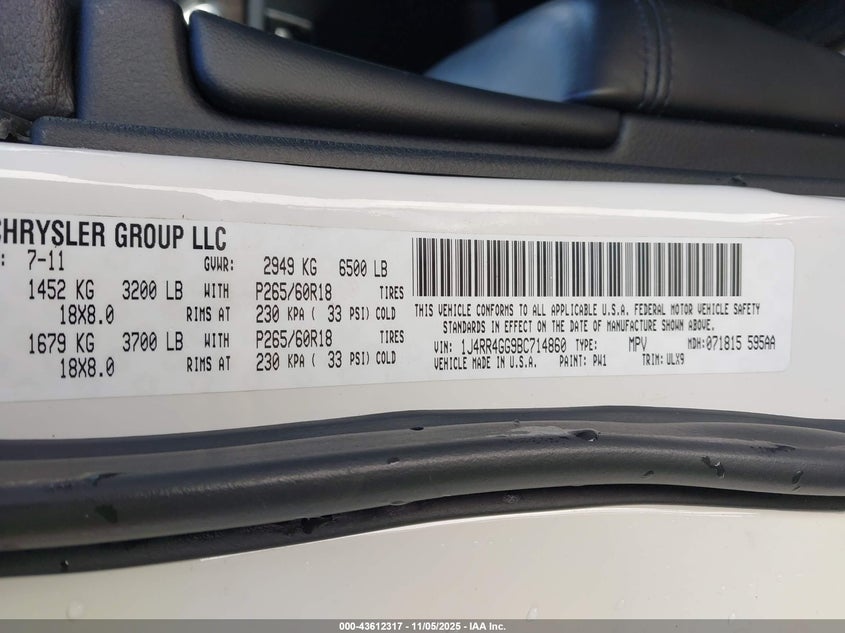 CHRYSLER GROUP LLC
: 7-11 GVWR: 2949 KG 6500 LB
1452 KG 3200 LB WITH P265/60R18 TIRES
18X8.0 RIMS AT 230 KPA ( 33 PSI) COLD
1679 KG 3700 LB WITH P265/60R18 TIRES
18X8.0 RIMS AT 230 KPA ( 33 PSI) COLD
THIS VEHICLE CONFORMS TO ALL APPLICABLE U.S.A. FEDERAL MOTOR VEHICLE SAFETY
STANDARDS IN EFFECT ON THE DATE OF MANUFACTURE SHOWN ABOVE.
VIN: 1J4RR4GG9BC714860 TYPE: MPV MDH: 071815 595AA
VEHICLE MADE IN U.S.A. PAINT: PW1 TRIM: ULX9
000-43612317 - 11/05/2025 - IAA Inc.